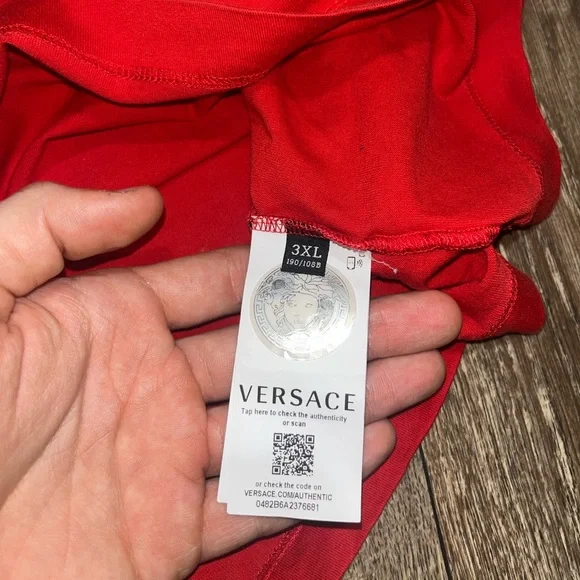 3XL
190/108B
VERSACE
Tap here to check the authenticity
or scan
or check the code on
VERSACE.COM/AUTHENTIC
0482B6A2376681